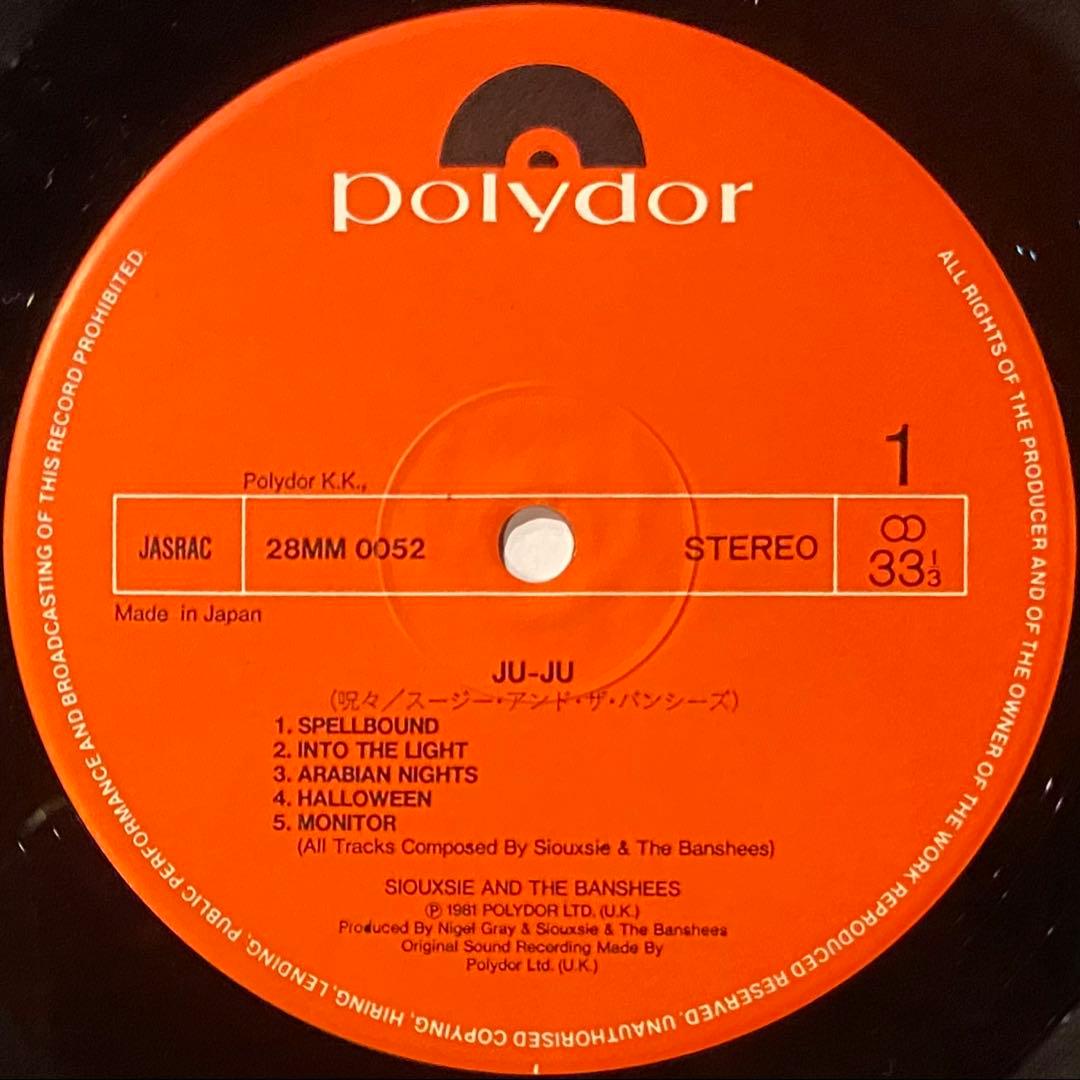 polydor
ALL RIGHTS OF THE PRODUCER AND OF THE OWNER OF THE WORK REPRODUCED RESERVED. UNAUTHORISED COPYING, HIRING, LENDING, PUBLIC PERFORMANCE AND BROADCASTING OF THIS RECORD PROHIBITED.
1
Polydor K.K.,
JASRAC 28MM 0052 STEREO ꝏ 33⅓
Made in Japan
JU-JU
(呪々/スージー・アンド・ザ・バンシーズ)
1. SPELLBOUND
2. INTO THE LIGHT
3. ARABIAN NIGHTS
4. HALLOWEEN
5. MONITOR
(All Tracks Composed By Siouxsie & The Banshees)
SIOUXSIE AND THE BANSHEES
Ⓟ 1981 POLYDOR LTD. (U.K.)
Produced By Nigel Gray & Siouxsie & The Banshees
Original Sound Recording Made By
Polydor Ltd. (U.K.)